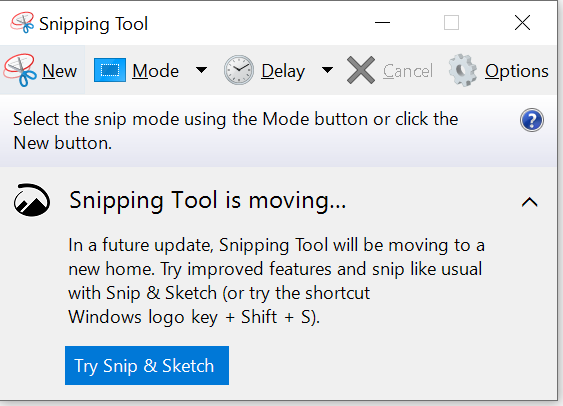 Snipping Tool
New Mode Delay Cancel Options
Select the snip mode using the Mode button or click the
New button.
Snipping Tool is moving...
In a future update, Snipping Tool will be moving to a
new home. Try improved features and snip like usual
with Snip & Sketch (or try the shortcut
Windows logo key + Shift + S).
Try Snip & Sketch